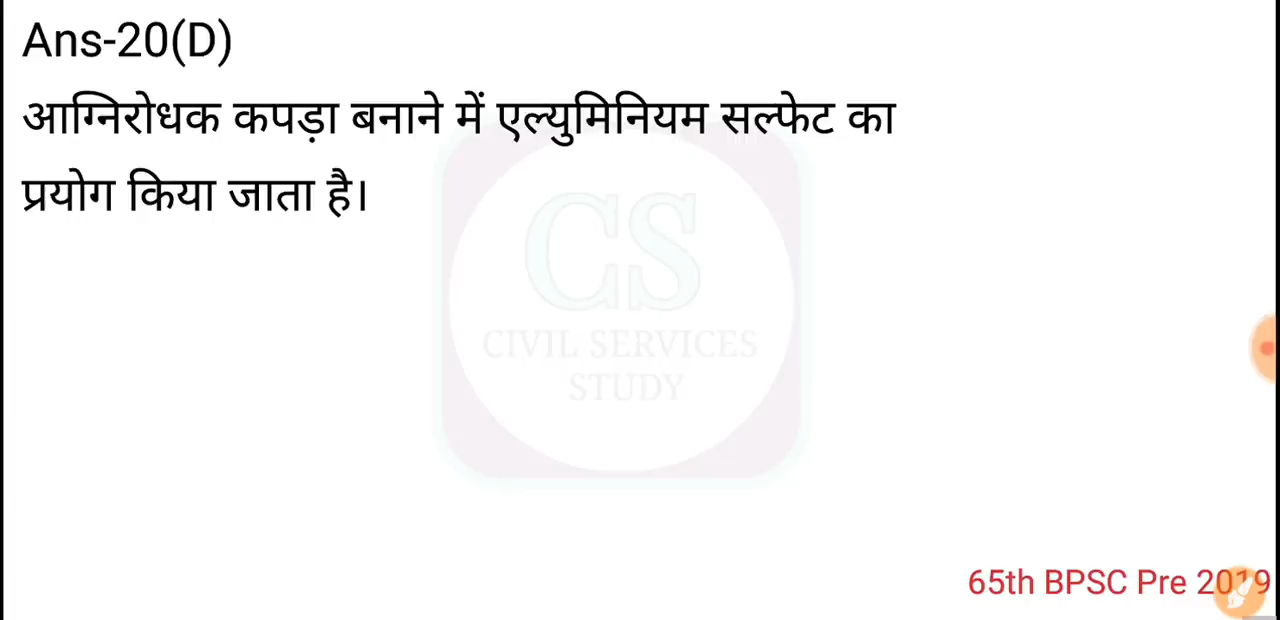 Ans-20(D)
आग्निरोधक कपड़ा बनाने में एल्युमिनियम सल्फेट का
प्रयोग किया जाता है।
CS
CIVIL SERVICES
STUDY
65th BPSC Pre 2019